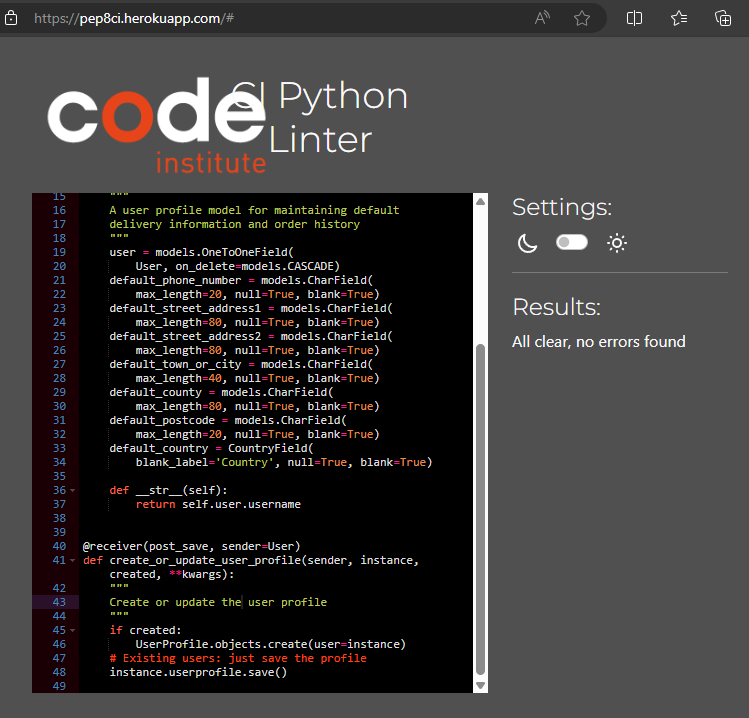 https://pep8ci.herokuapp.com/#
code
institute
CI Python
Linter
15 """
16 A user profile model for maintaining default
17 delivery information and order history
18 """
19 user = models.OneToOneField(
20 User, on_delete=models.CASCADE)
21 default_phone_number = models.CharField(
22 max_length=20, null=True, blank=True)
23 default_street_address1 = models.CharField(
24 max_length=80, null=True, blank=True)
25 default_street_address2 = models.CharField(
26 max_length=80, null=True, blank=True)
27 default_town_or_city = models.CharField(
28 max_length=40, null=True, blank=True)
29 default_county = models.CharField(
30 max_length=80, null=True, blank=True)
31 default_postcode = models.CharField(
32 max_length=20, null=True, blank=True)
33 default_country = CountryField(
34 blank_label='Country', null=True, blank=True)
35
36 def __str__(self):
37 return self.user.username
38
39
40 @receiver(post_save, sender=User)
41 def create_or_update_user_profile(sender, instance,
created, **kwargs):
42 """
43 Create or update the user profile
44 """
45 if created:
46 UserProfile.objects.create(user=instance)
47 # Existing users: just save the profile
48 instance.userprofile.save()
49
Settings:
Results:
All clear, no errors found